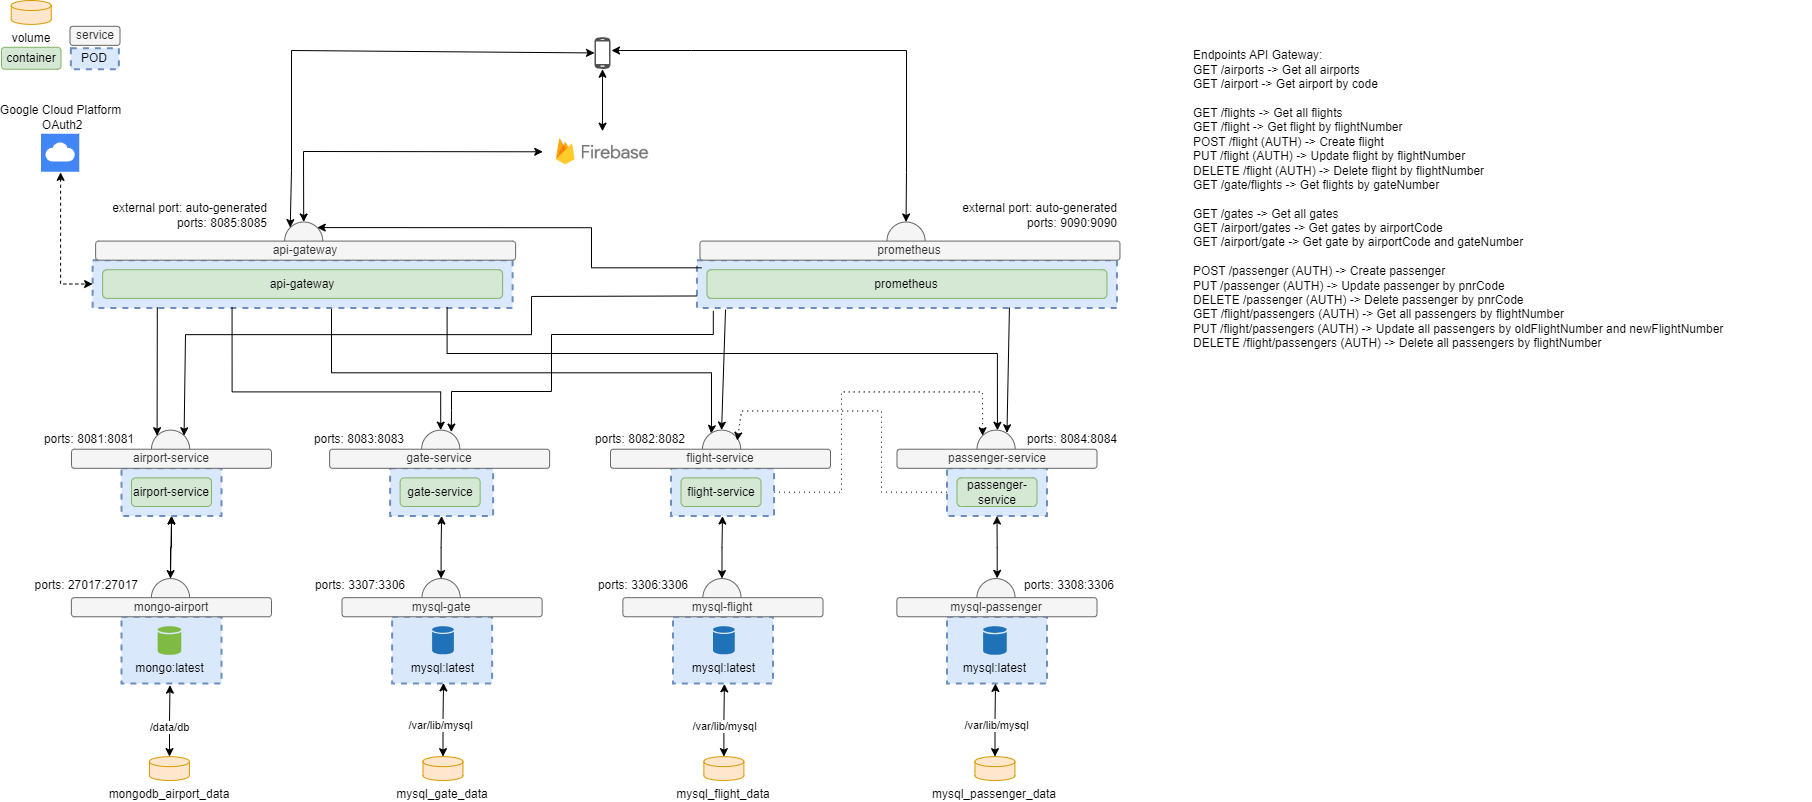 volume
service
container
POD
Google Cloud Platform
OAuth2
Firebase
external port: auto-generated
ports: 8085:8085
api-gateway
api-gateway
external port: auto-generated
ports: 9090:9090
prometheus
prometheus
ports: 8081:8081
airport-service
airport-service
ports: 8083:8083
gate-service
gate-service
ports: 8082:8082
flight-service
flight-service
ports: 8084:8084
passenger-service
passenger-
service
ports: 27017:27017
mongo-airport
mongo:latest
ports: 3307:3306
mysql-gate
mysql:latest
ports: 3306:3306
mysql-flight
mysql:latest
ports: 3308:3306
mysql-passenger
mysql:latest
/data/db
/var/lib/mysql
/var/lib/mysql
/var/lib/mysql
mongodb_airport_data
mysql_gate_data
mysql_flight_data
mysql_passenger_data
Endpoints API Gateway:
GET /airports -> Get all airports
GET /airport -> Get airport by code
GET /flights -> Get all flights
GET /flight -> Get flight by flightNumber
POST /flight (AUTH) -> Create flight
PUT /flight (AUTH) -> Update flight by flightNumber
DELETE /flight (AUTH) -> Delete flight by flightNumber
GET /gate/flights -> Get flights by gateNumber
GET /gates -> Get all gates
GET /airport/gates -> Get gates by airportCode
GET /airport/gate -> Get gate by airportCode and gateNumber
POST /passenger (AUTH) -> Create passenger
PUT /passenger (AUTH) -> Update passenger by pnrCode
DELETE /passenger (AUTH) -> Delete passenger by pnrCode
GET /flight/passengers (AUTH) -> Get all passengers by flightNumber
PUT /flight/passengers (AUTH) -> Update all passengers by oldFlightNumber and newFlightNumber
DELETE /flight/passengers (AUTH) -> Delete all passengers by flightNumber